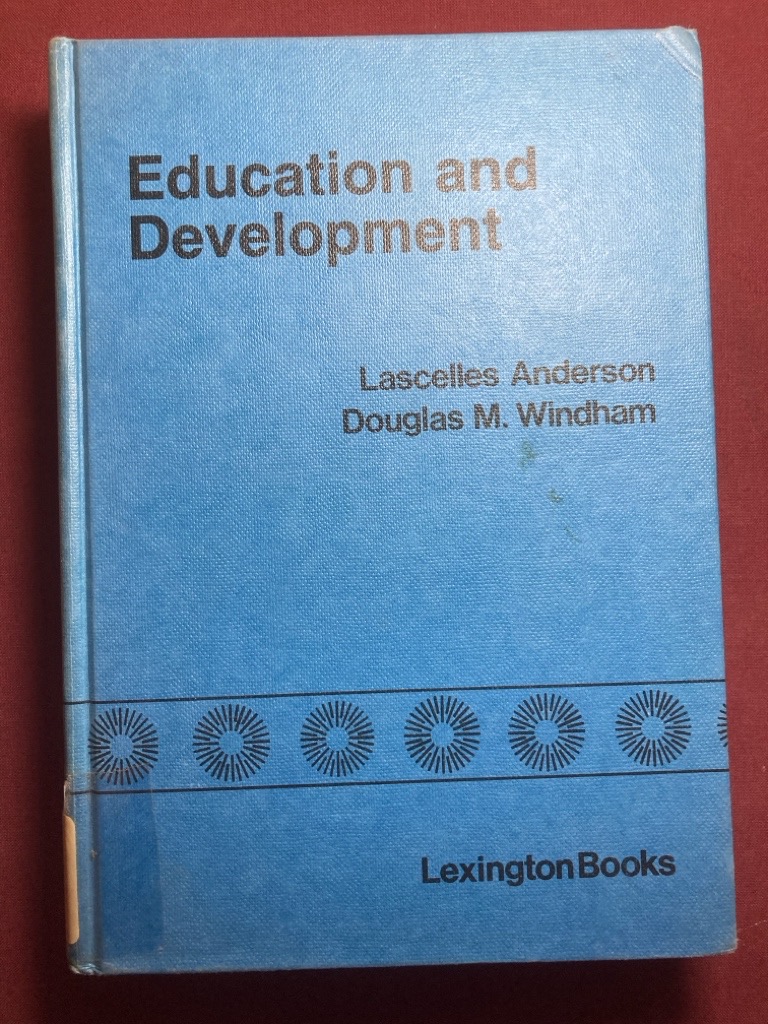 Education and
Development
Lascelles Anderson
Douglas M. Windham
LexingtonBooks